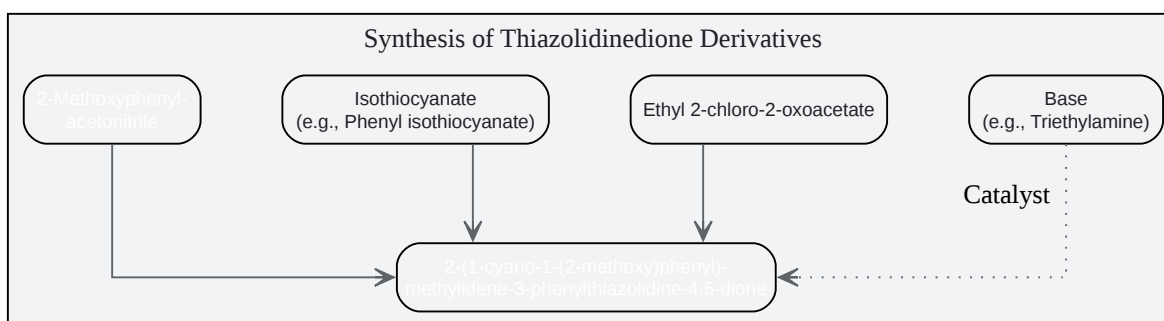 Synthesis of Thiazolidinedione Derivatives
2-Methoxyphenyl-
acetonitrile
Isothiocyanate
(e.g., Phenyl isothiocyanate)
Ethyl 2-chloro-2-oxoacetate
Base
(e.g., Triethylamine)
Catalyst
2-(1-cyano-1-(2-methoxy)phenyl)-
methylidene-3-phenylthiazolidine-4,5-dione